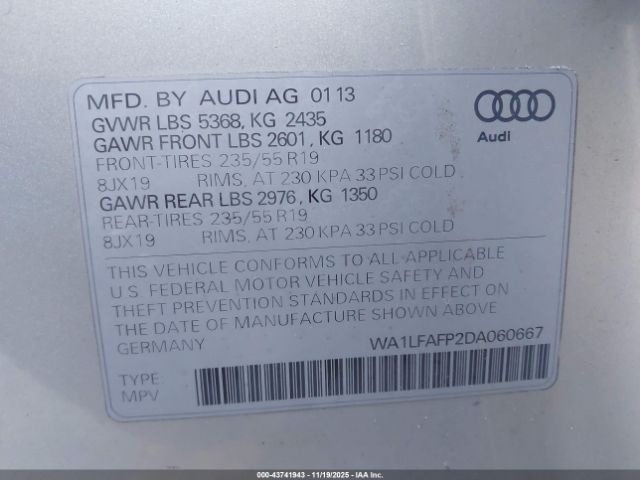 MFD. BY AUDI AG 01 13
GVWR LBS 5368, KG 2435
GAWR FRONT LBS 2601, KG 1180
FRONT-TIRES 235/55 R19
8JX19 RIMS, AT 230 KPA 33 PSI COLD
GAWR REAR LBS 2976, KG 1350
REAR-TIRES 235/55 R19
8JX19 RIMS, AT 230 KPA 33 PSI COLD
Audi
THIS VEHICLE CONFORMS TO ALL APPLICABLE
U.S. FEDERAL MOTOR VEHICLE SAFETY AND
THEFT PREVENTION STANDARDS IN EFFECT ON
THE DATE OF MANUFACTURE SHOWN ABOVE
GERMANY WA1LFAFP2DA060667
TYPE:
MPV
000-43741943 - 11/19/2025 - IAA Inc.